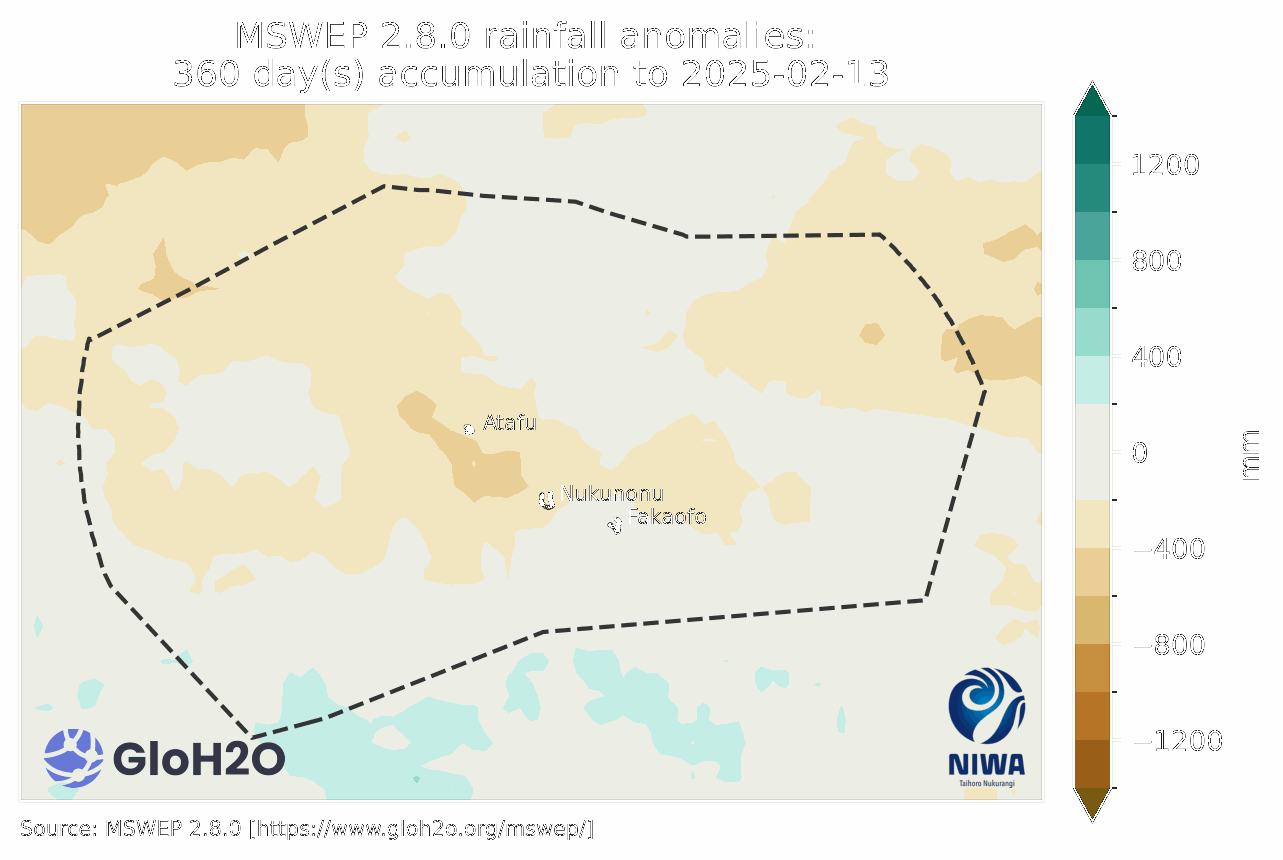 MSWEP 2.8.0 rainfall anomalies:
360 day(s) accumulation to 2025-02-13
1200
800
400
0
−400
−800
−1200
mm
Atafu
Nukunonu
Fakaofo
GloH2O
NIWA
Taihoro Nukurangi
Source: MSWEP 2.8.0 [https://www.gloh2o.org/mswep/]